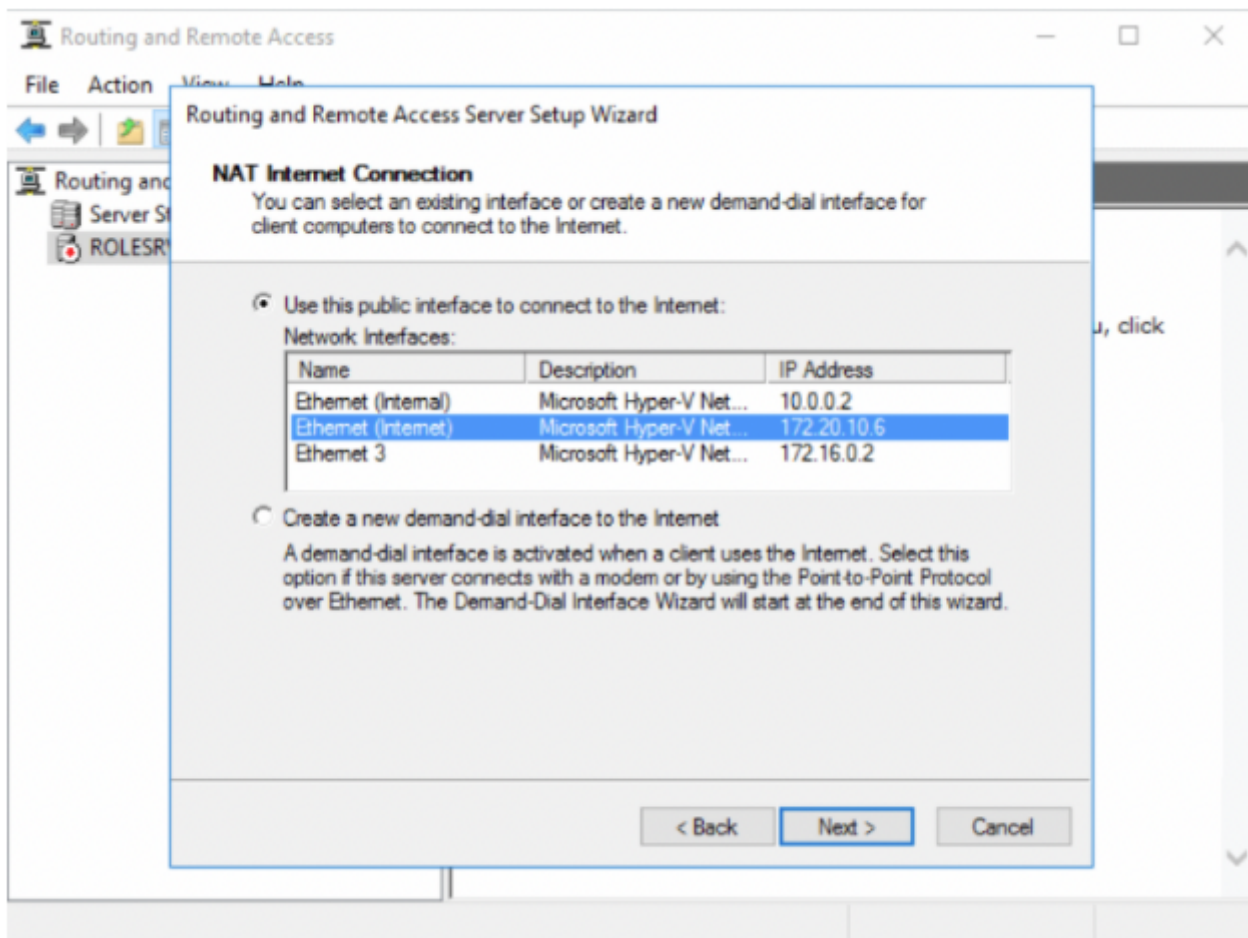 Routing and Remote Access
File Action View Help
Routing and Remote Access Server Setup Wizard
Routing and
Server St
ROLESR
NAT Internet Connection
You can select an existing interface or create a new demand-dial interface for
client computers to connect to the Internet.
u, click
Use this public interface to connect to the Internet:
Network Interfaces:
Name Description IP Address
Ethernet (Internal) Microsoft Hyper-V Net... 10.0.0.2
Ethernet (Internet) Microsoft Hyper-V Net... 172.20.10.6
Ethernet 3 Microsoft Hyper-V Net... 172.16.0.2
Create a new demand-dial interface to the Internet
A demand-dial interface is activated when a client uses the Internet. Select this
option if this server connects with a modem or by using the Point-to-Point Protocol
over Ethernet. The Demand-Dial Interface Wizard will start at the end of this wizard.
< Back Next > Cancel